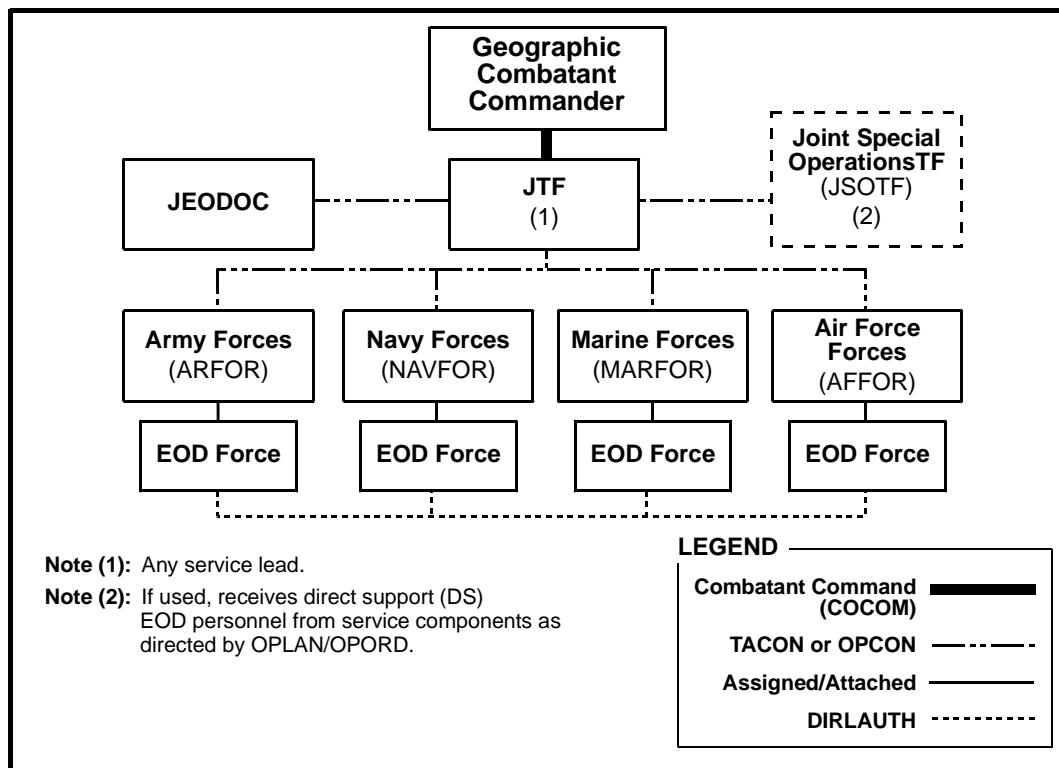 Geographic
Combatant
Commander
Joint Special
OperationsTF
(JSOTF)
(2)
JEODOC
JTF
(1)
Army Forces
(ARFOR)
Navy Forces
(NAVFOR)
Marine Forces
(MARFOR)
Air Force
Forces
(AFFOR)
EOD Force
EOD Force
EOD Force
EOD Force
Note (1): Any service lead.
Note (2): If used, receives direct support (DS)
EOD personnel from service components as
directed by OPLAN/OPORD.
LEGEND
Combatant Command
(COCOM)
TACON or OPCON
Assigned/Attached
DIRLAUTH